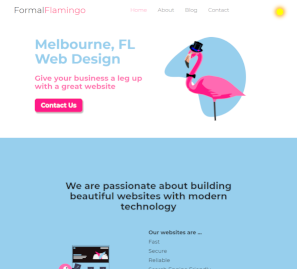 FormalFlamingo
Home About Blog Contact
Melbourne, FL
Web Design
Give your business a leg up
with a great website
Contact Us
We are passionate about building
beautiful websites with modern
technology
Our websites are ...
Fast
Secure
Reliable